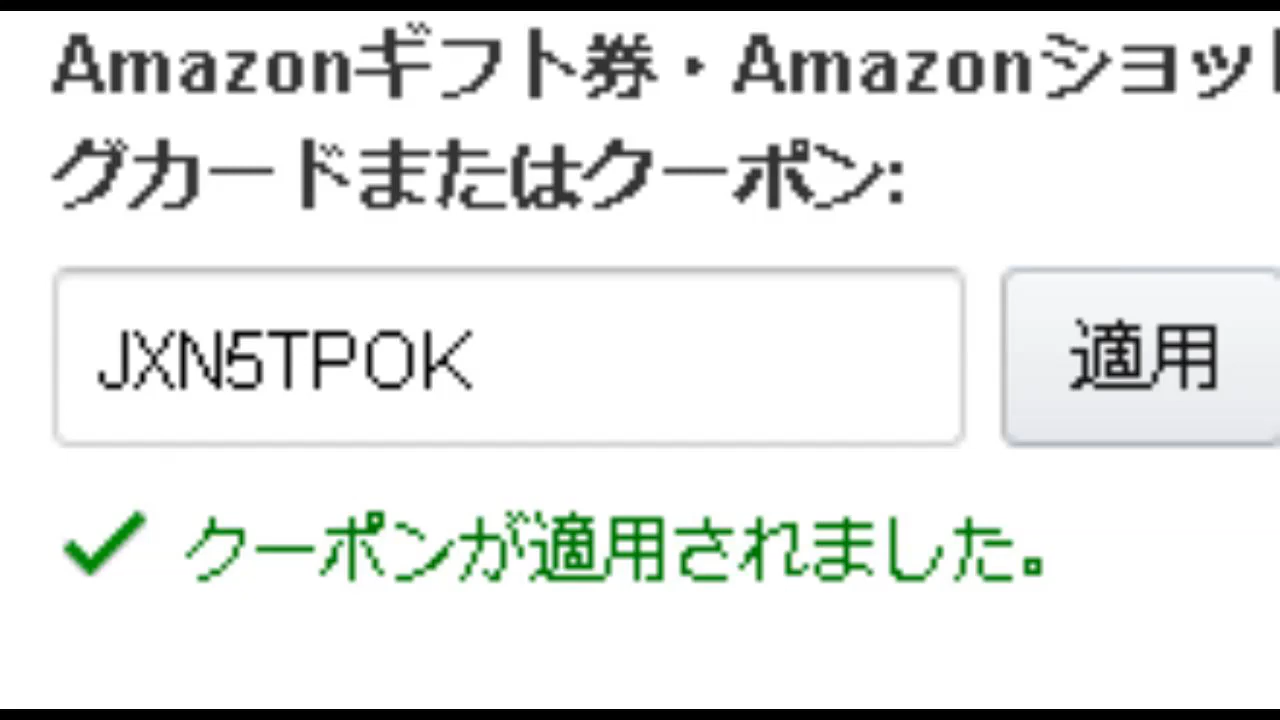 Amazonギフト券・Amazonショッ
グカードまたはクーポン:
JXN5TPOK
適用
✓ クーポンが適用されました。